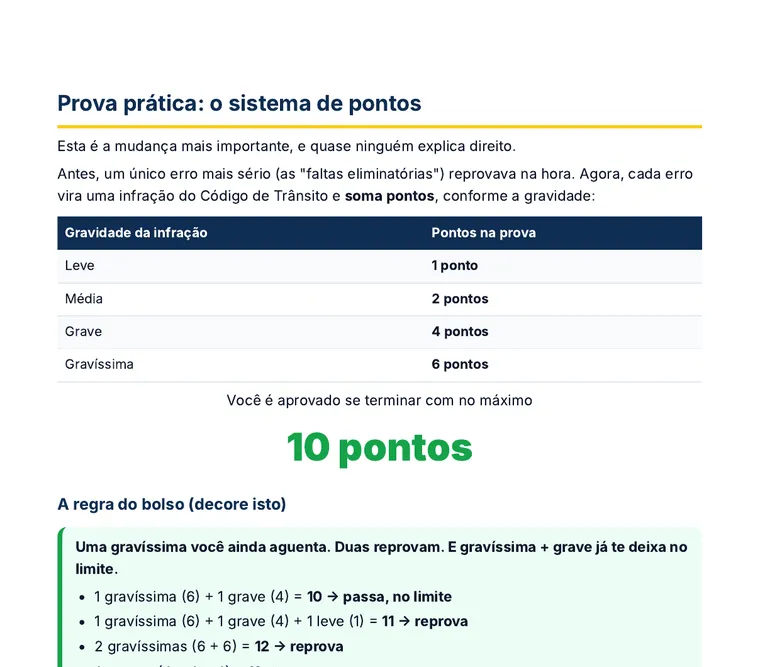 Prova prática: o sistema de pontos
Esta é a mudança mais importante, e quase ninguém explica direito.
Antes, um único erro mais sério (as "faltas eliminatórias") reprovava na hora. Agora, cada erro
vira uma infração do Código de Trânsito e soma pontos, conforme a gravidade:
Gravidade da infração Pontos na prova
Leve 1 ponto
Média 2 pontos
Grave 4 pontos
Gravíssima 6 pontos
Você é aprovado se terminar com no máximo
10 pontos
A regra do bolso (decore isto)
Uma gravíssima você ainda aguenta. Duas reprovam. E gravíssima + grave já te deixa no
limite.
• 1 gravíssima (6) + 1 grave (4) = 10 → passa, no limite
• 1 gravíssima (6) + 1 grave (4) + 1 leve (1) = 11 → reprova
• 2 gravíssimas (6 + 6) = 12 → reprova